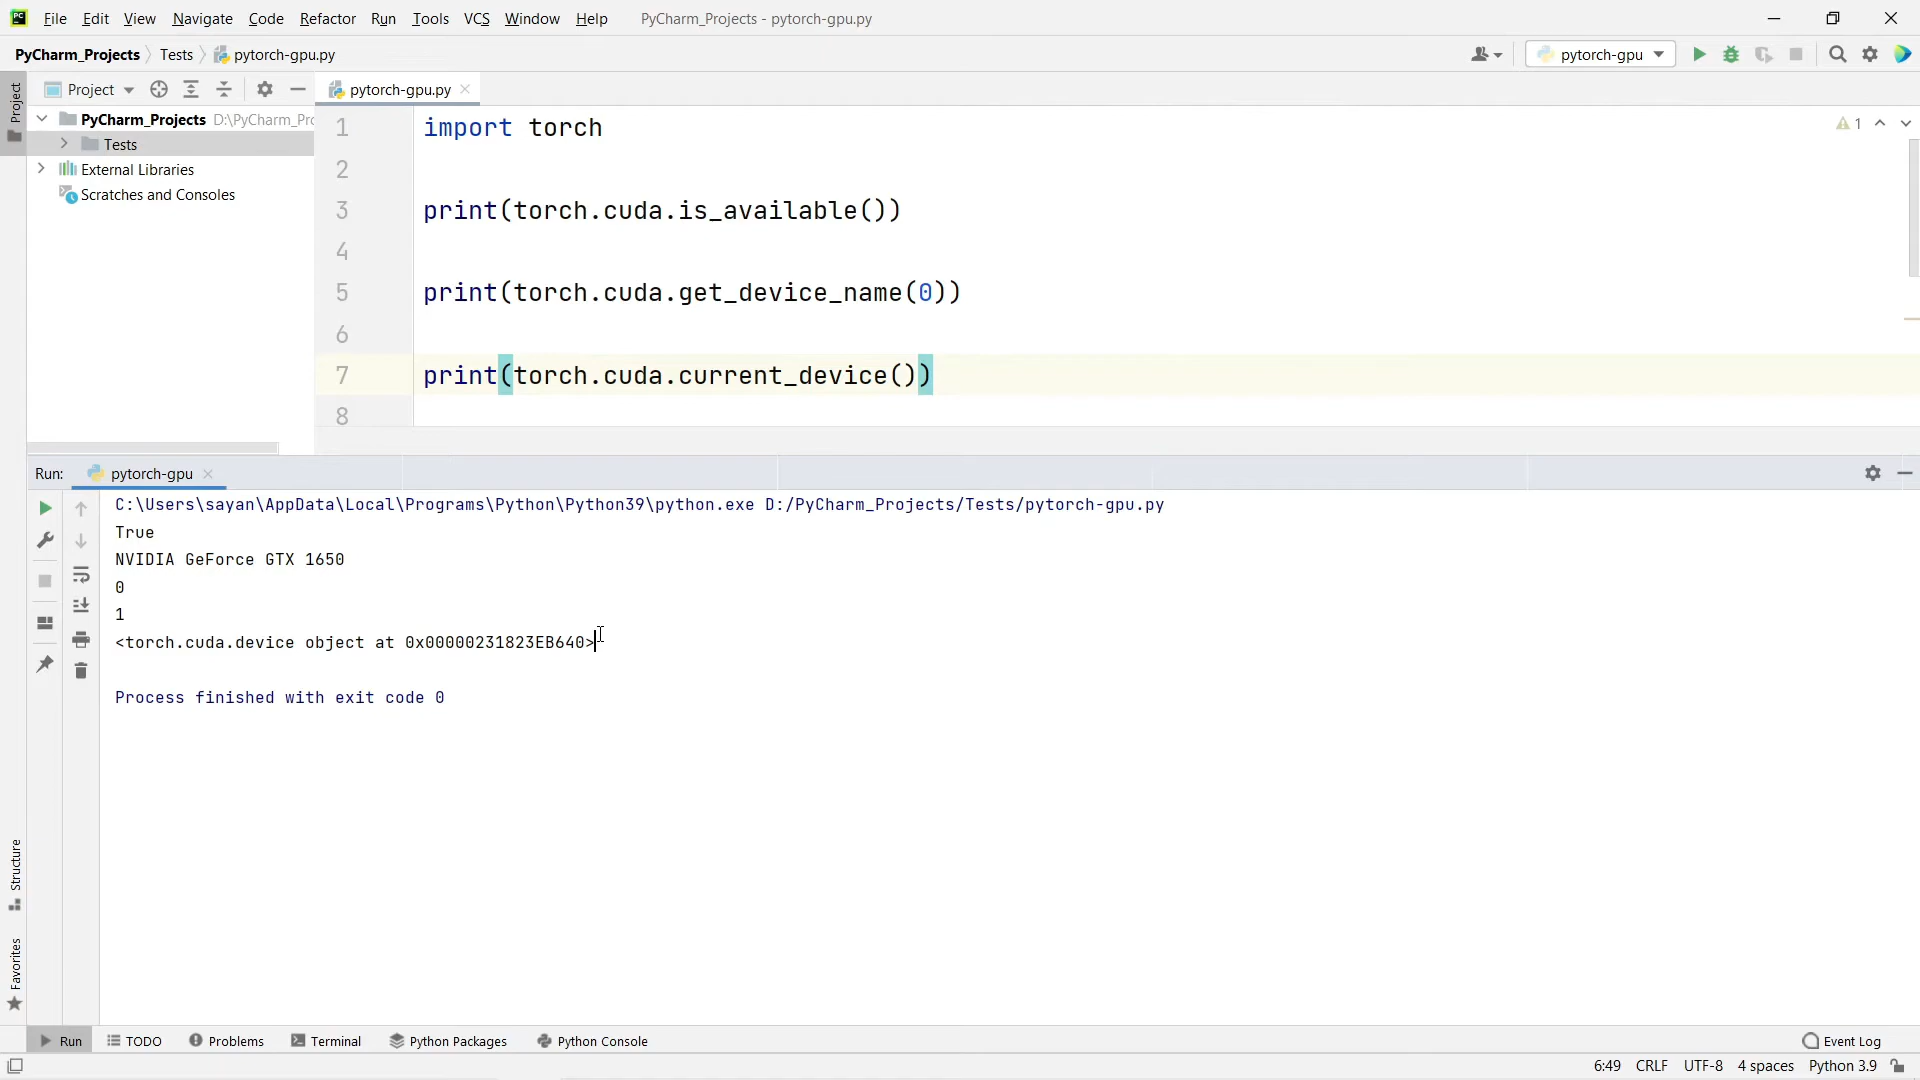 File Edit View Navigate Code Refactor Run Tools VCS Window Help PyCharm_Projects - pytorch-gpu.py
PyCharm_Projects Tests pytorch-gpu.py pytorch-gpu
Project
Project
pytorch-gpu.py
PyCharm_Projects D:\PyCharm_Pro
Tests
External Libraries
Scratches and Consoles
1 import torch
2
3 print(torch.cuda.is_available())
4
5 print(torch.cuda.get_device_name(0))
6
7 print(torch.cuda.current_device())
8
1
Run: pytorch-gpu
C:\Users\sayan\AppData\Local\Programs\Python\Python39\python.exe D:/PyCharm_Projects/Tests/pytorch-gpu.py
True
NVIDIA GeForce GTX 1650
0
1
<torch.cuda.device object at 0x00000231823EB640>
Process finished with exit code 0
Structure
Favorites
Run TODO Problems Terminal Python Packages Python Console Event Log
6:49 CRLF UTF-8 4 spaces Python 3.9